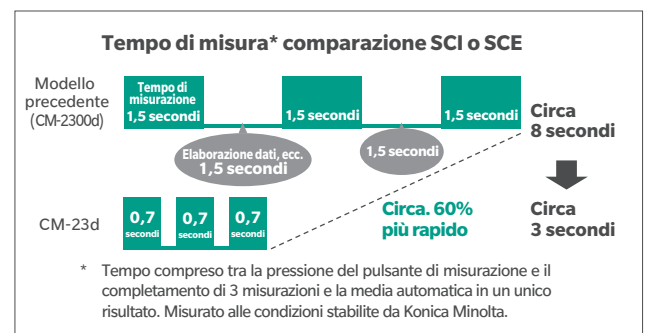 Tempo di misura* comparazione SCI o SCE
Modello
precedente
(CM-2300d)
Tempo di
misurazione
1,5 secondi
1,5 secondi
1,5 secondi
Elaborazione dati, ecc.
1,5 secondi
1,5 secondi
Circa
8 secondi
CM-23d
0,7
secondi
0,7
secondi
0,7
secondi
Circa. 60%
più rapido
Circa
3 secondi
* Tempo compreso tra la pressione del pulsante di misurazione e il
completamento di 3 misurazioni e la media automatica in un unico
risultato. Misurato alle condizioni stabilite da Konica Minolta.